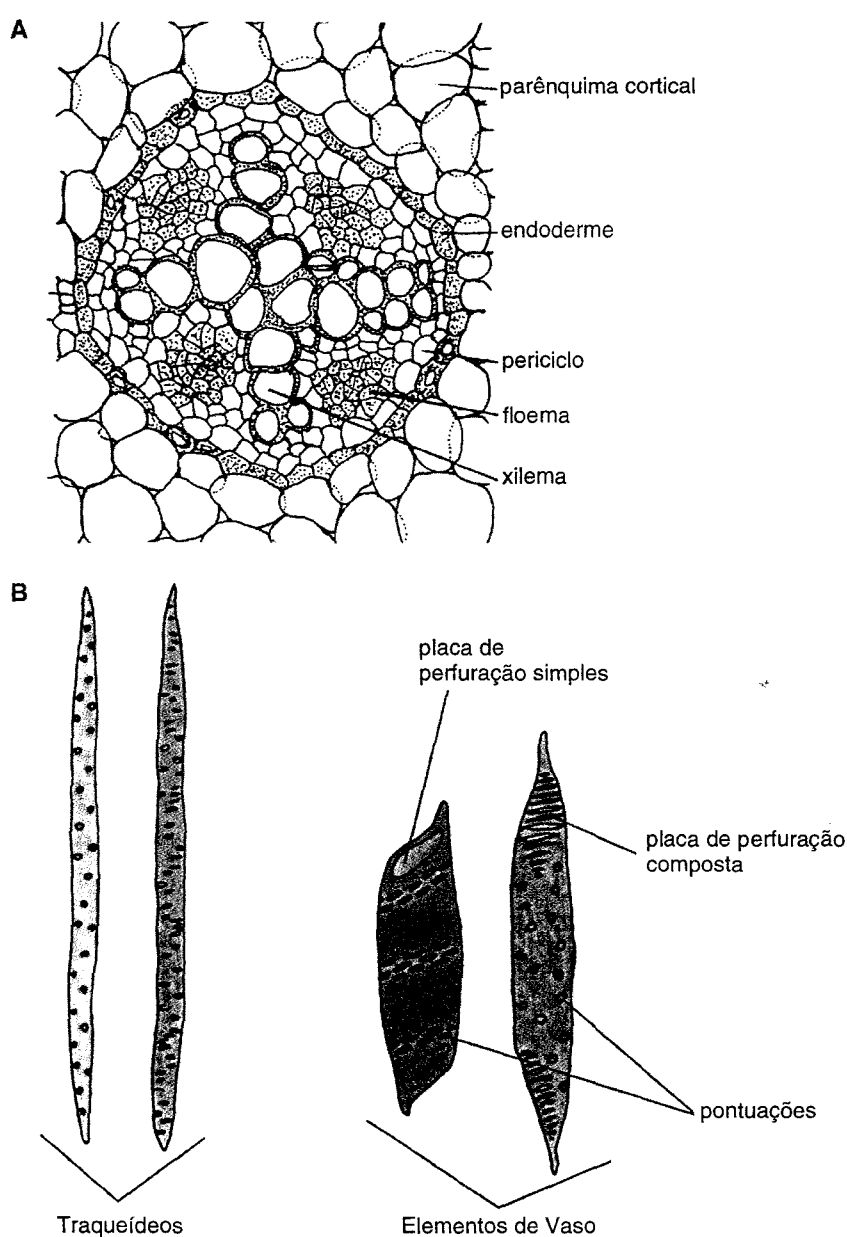 A
parênquima cortical
endoderme
periciclo
floema
xilema
B
placa de
perfuração simples
placa de perfuração
composta
pontuações
Traqueídeos
Elementos de Vaso